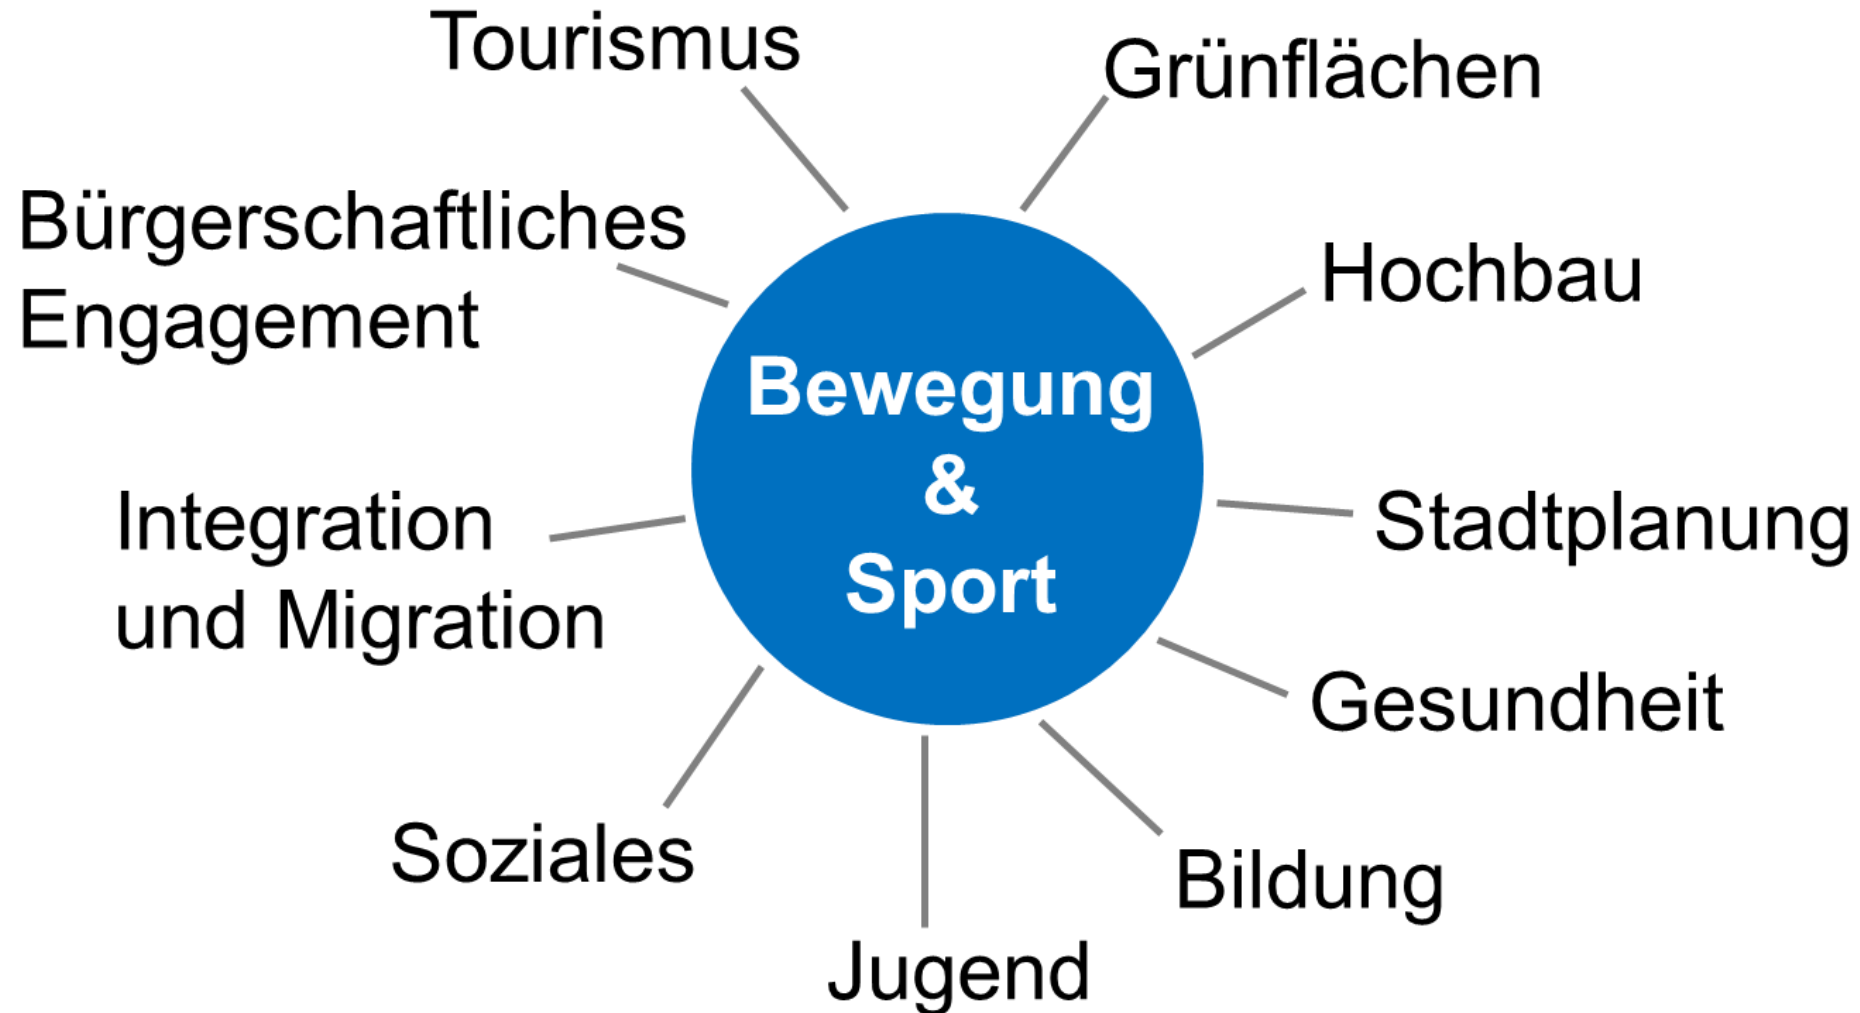 Tourismus
Grünflächen
Bürgerschaftliches
Engagement
Hochbau
Bewegung
&
Sport
Integration
und Migration
Stadtplanung
Gesundheit
Soziales
Bildung
Jugend